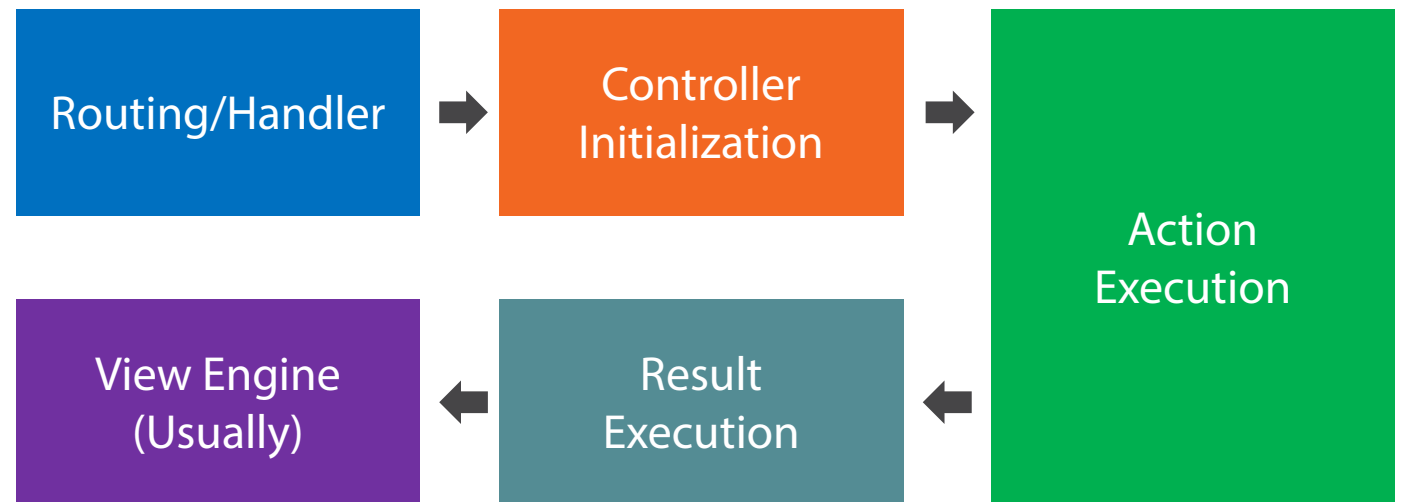 Routing/Handler
Controller
Initialization
Action
Execution
Result
Execution
View Engine
(Usually)